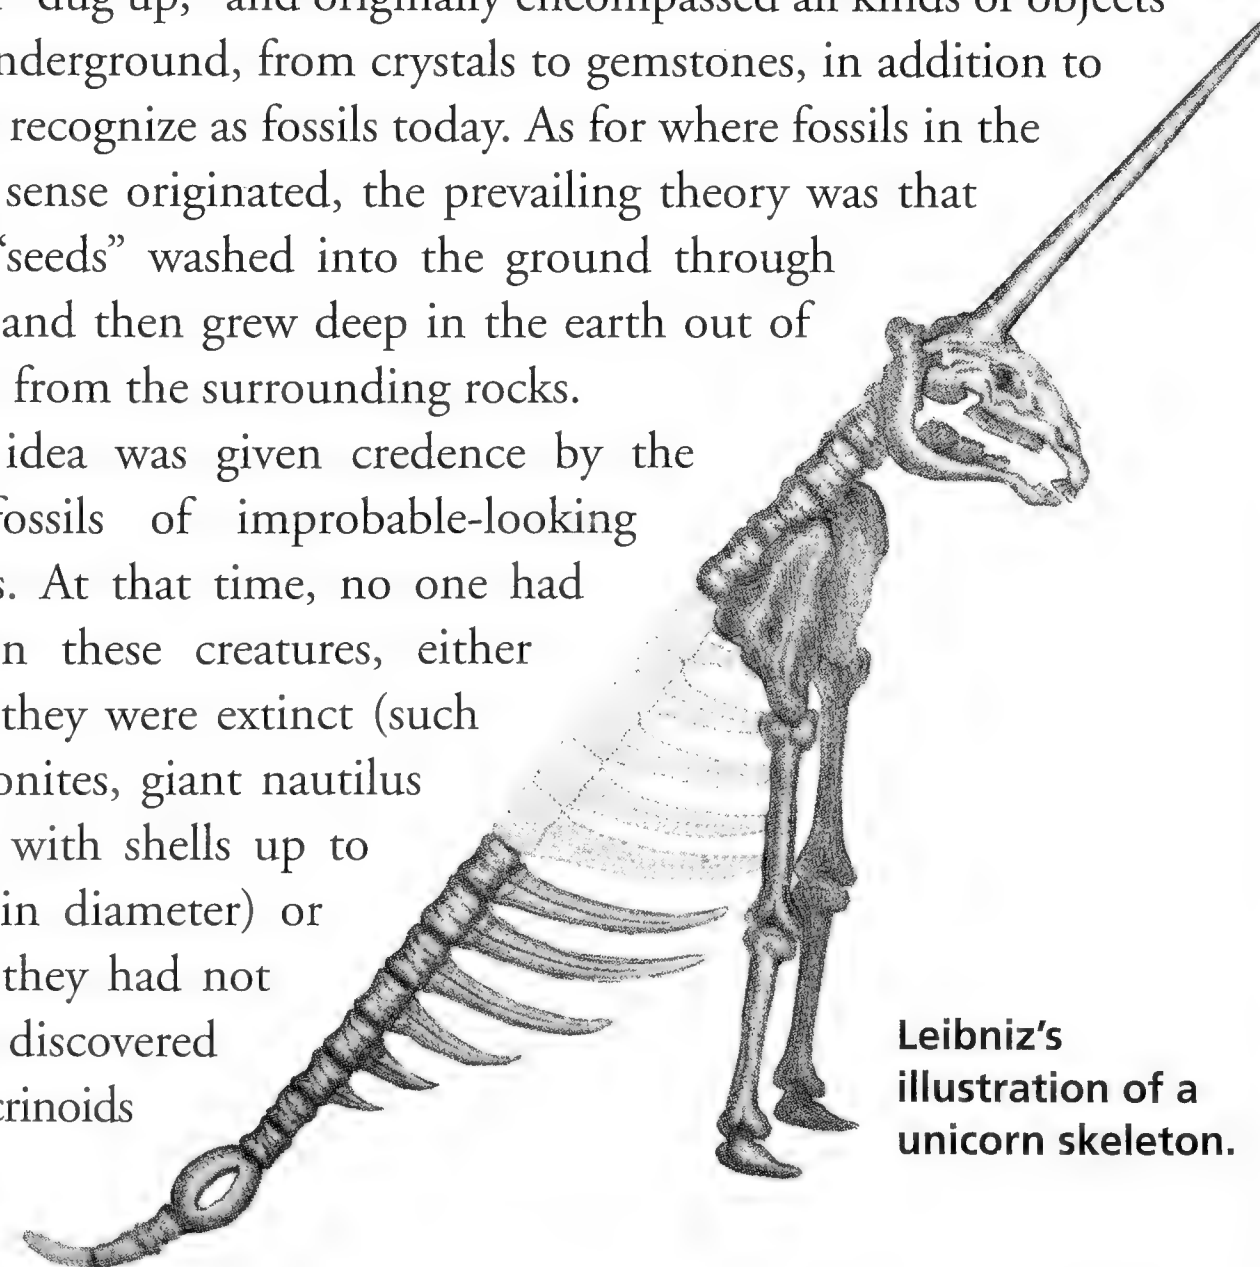 dug up," and originally encompassed all kinds of objects
nderground, from crystals to gemstones, in addition to
recognize as fossils today. As for where fossils in the
sense originated, the prevailing theory was that
"seeds" washed into the ground through
and then grew deep in the earth out of
from the surrounding rocks.
idea was given credence by the
fossils of improbable-looking
s. At that time, no one had
n these creatures, either
they were extinct (such
onites, giant nautilus
with shells up to
in diameter) or
they had not
discovered
crinoids
Leibniz's
illustration of a
unicorn skeleton.